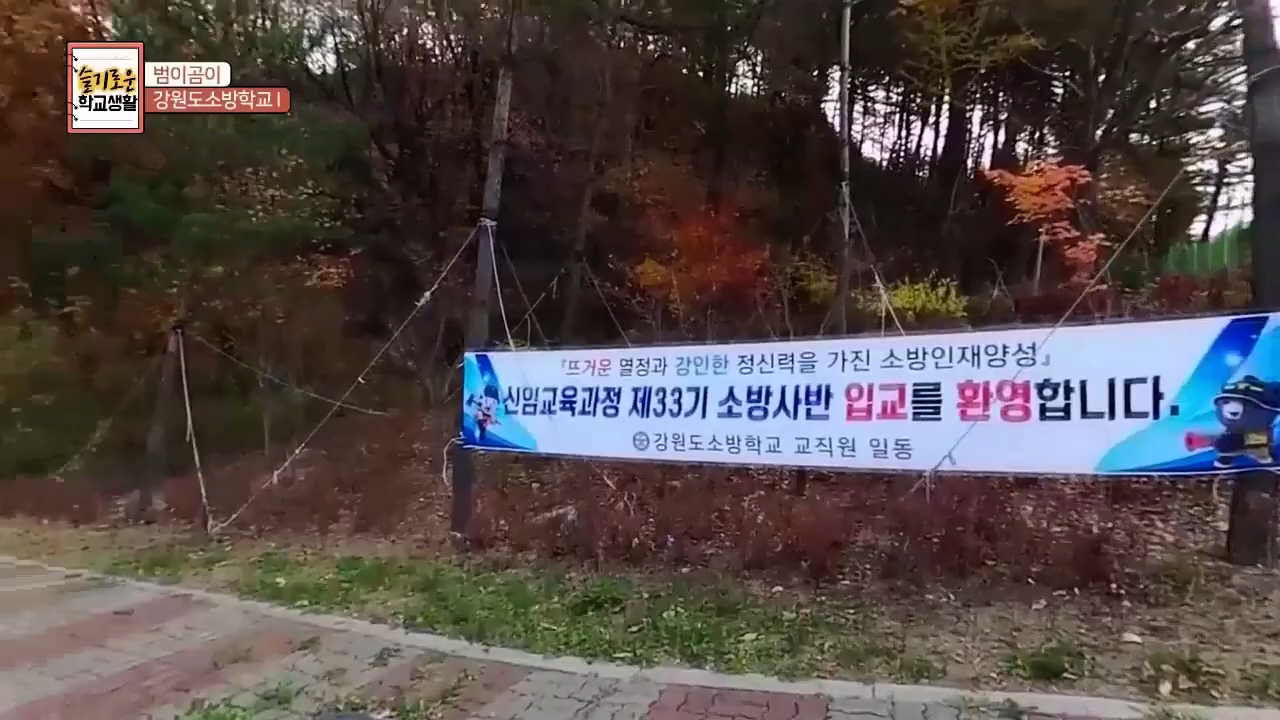 슬기로운
학교생활
범이곰이
강원도소방학교 I
『뜨거운 열정과 강인한 정신력을 가진 소방인재양성』
신임교육과정 제33기 소방사반 입교를 환영합니다.
강원도소방학교 교직원 일동